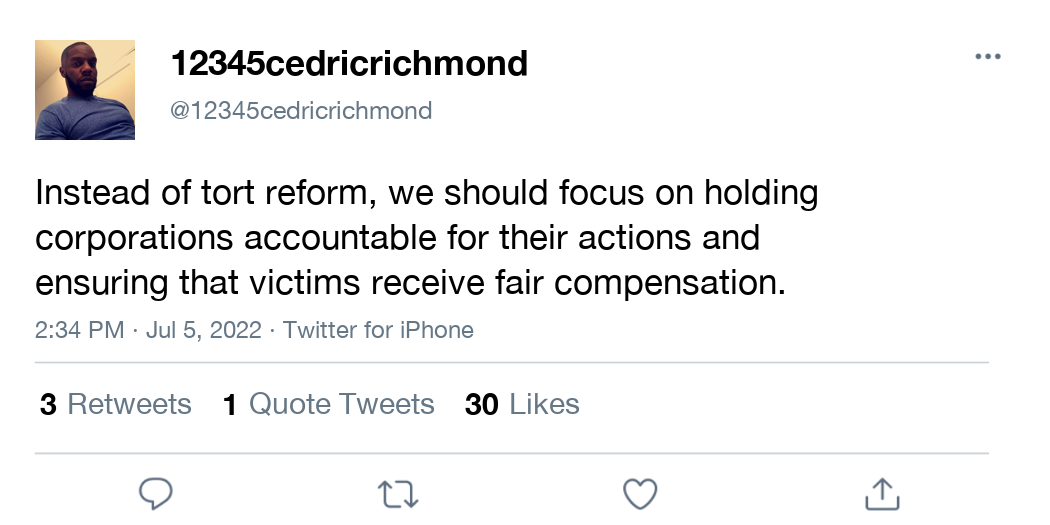 12345cedricrichmond
@12345cedricrichmond
Instead of tort reform, we should focus on holding
corporations accountable for their actions and
ensuring that victims receive fair compensation.
2:34 PM · Jul 5, 2022 · Twitter for iPhone
3 Retweets 1 Quote Tweets 30 Likes